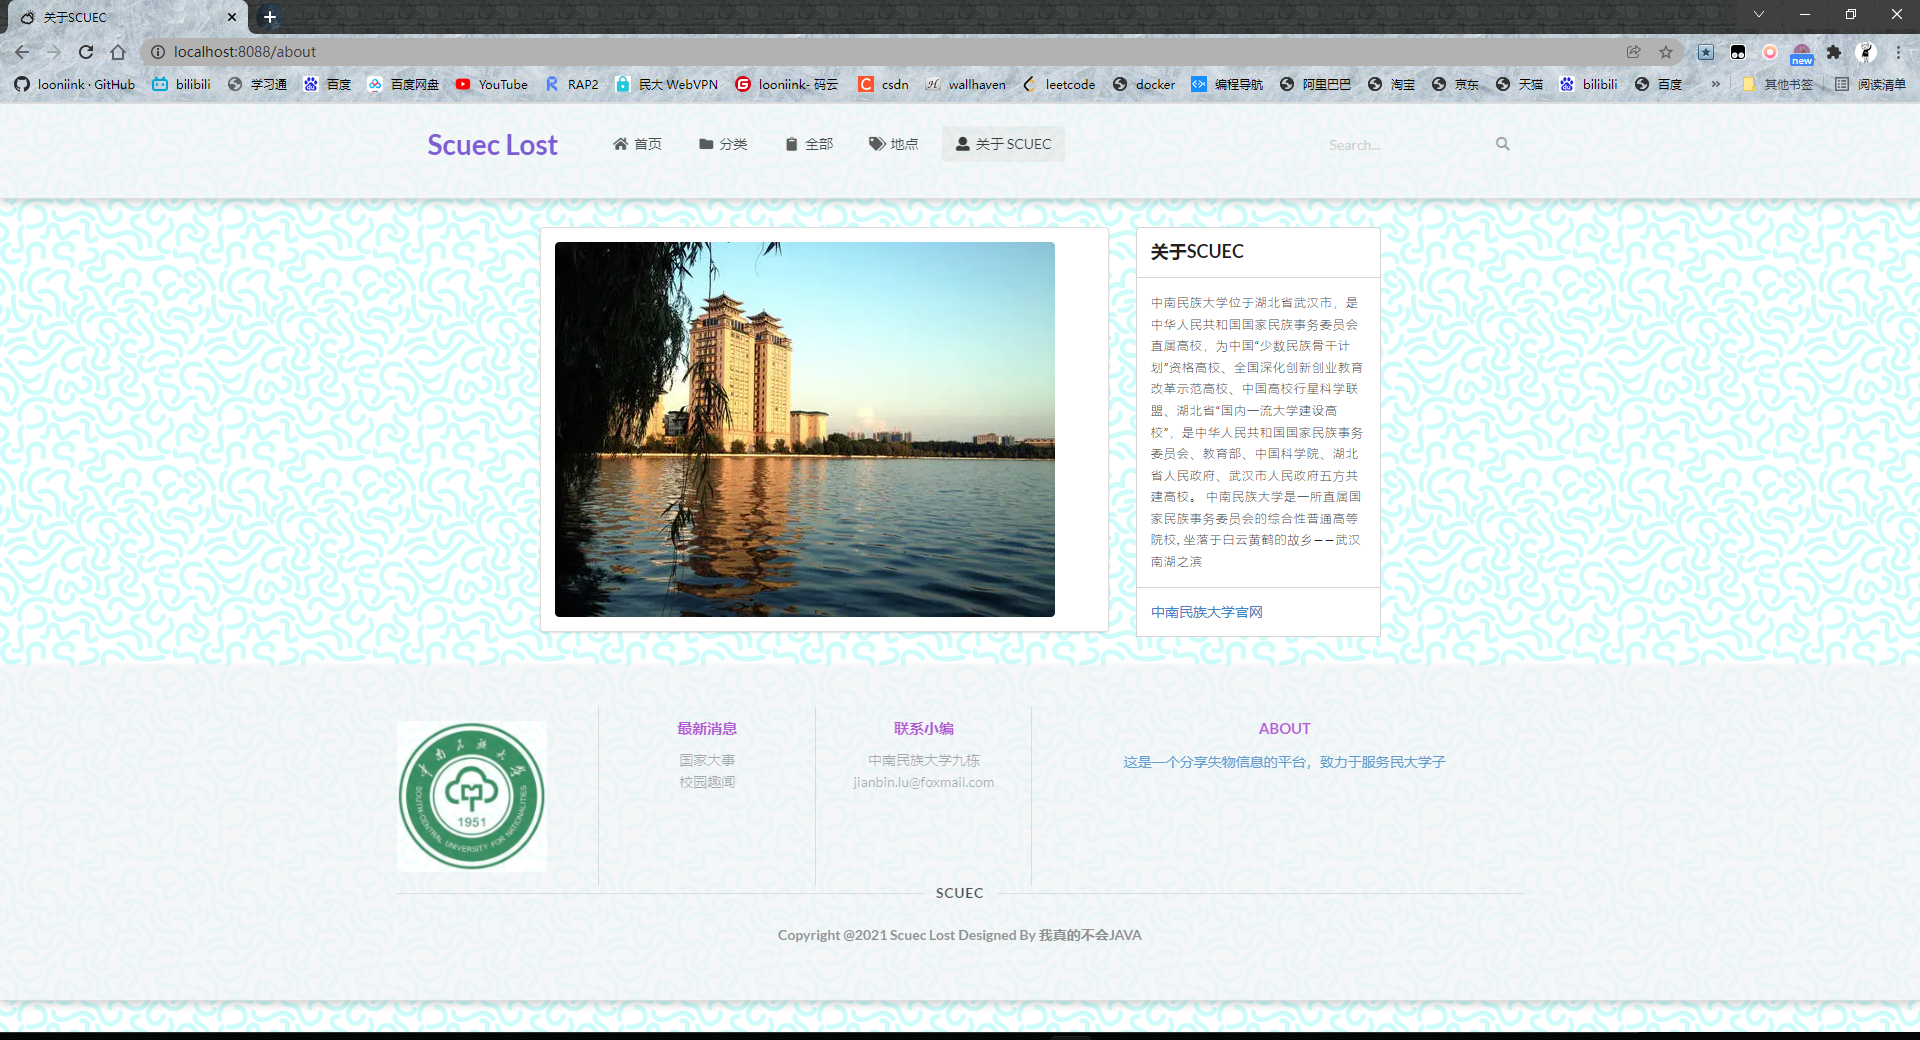 关于SCUEC
localhost:8088/about
new
looniink · GitHub
bilibili
学习通
百度
百度网盘
YouTube
RAP2
民大 WebVPN
looniink- 码云
csdn
wallhaven
leetcode
docker
编程导航
阿里巴巴
淘宝
京东
天猫
bilibili
百度
»
其他书签
阅读清单
Scuec Lost
首页
分类
全部
地点
关于 SCUEC
Search...
关于SCUEC
中南民族大学位于湖北省武汉市，是
中华人民共和国国家民族事务委员会
直属高校，为中国“少数民族骨干计
划”资格高校、全国深化创新创业教育
改革示范高校、中国高校行星科学联
盟、湖北省“国内一流大学建设高
校”，是中华人民共和国国家民族事务
委员会、教育部、中国科学院、湖北
省人民政府、武汉市人民政府五方共
建高校。 中南民族大学是一所直属国
家民族事务委员会的综合性普通高等
院校, 坐落于白云黄鹤的故乡——武汉
南湖之滨
中南民族大学官网
中南民族大学
1951
SOUTH-CENTRAL UNIVERSITY FOR NATIONALITIES
最新消息
国家大事
校园趣闻
联系小编
中南民族大学九栋
jianbin.lu@foxmail.com
ABOUT
这是一个分享失物信息的平台，致力于服务民大学子
SCUEC
Copyright @2021 Scuec Lost Designed By 我真的不会JAVA